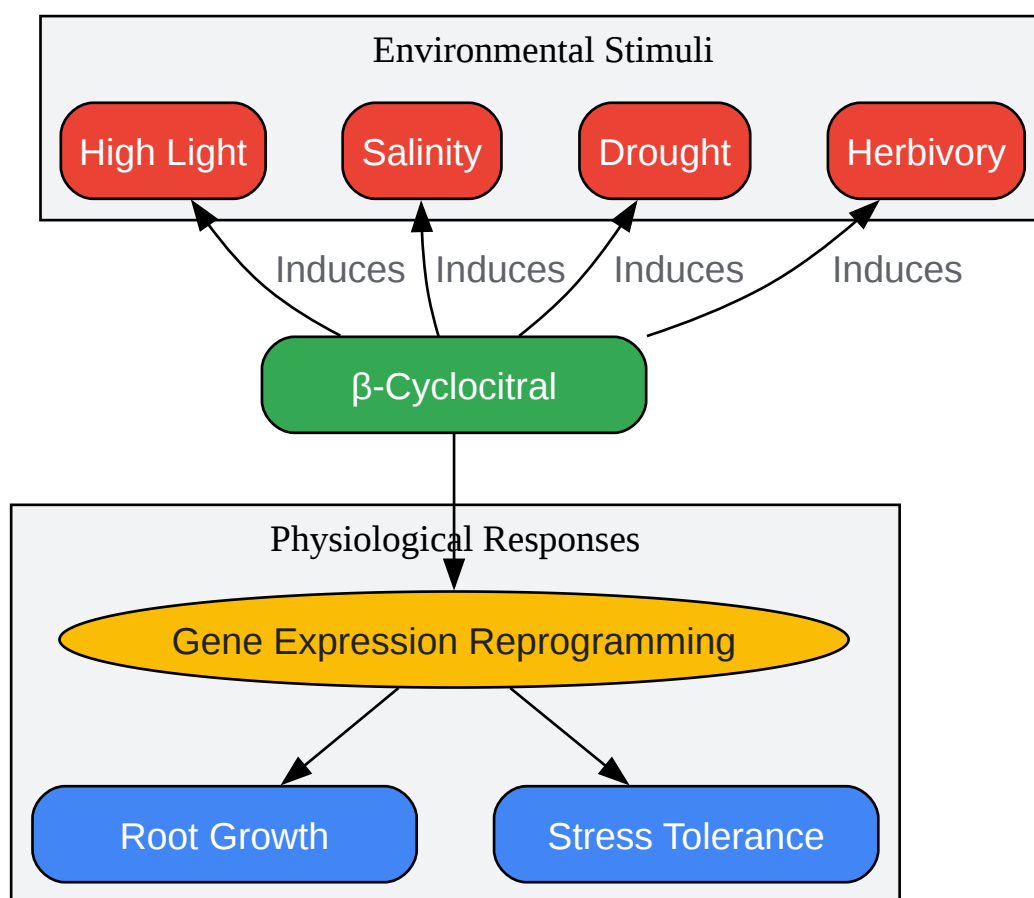 Environmental Stimuli
High Light
Salinity
Drought
Herbivory
Induces
Induces
Induces
Induces
β-Cyclocitral
Physiological Responses
Gene Expression Reprogramming
Root Growth
Stress Tolerance